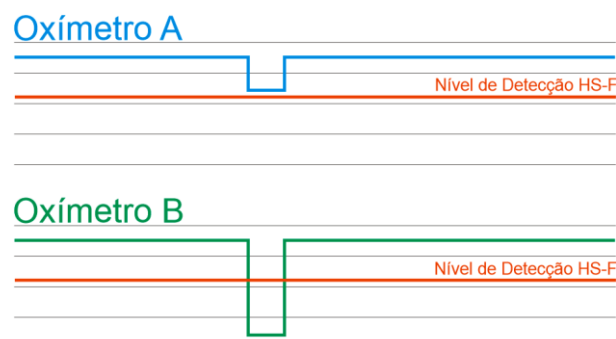 Oxímetro A
Nível de Detecção HS-F
Oxímetro B
Nível de Detecção HS-F